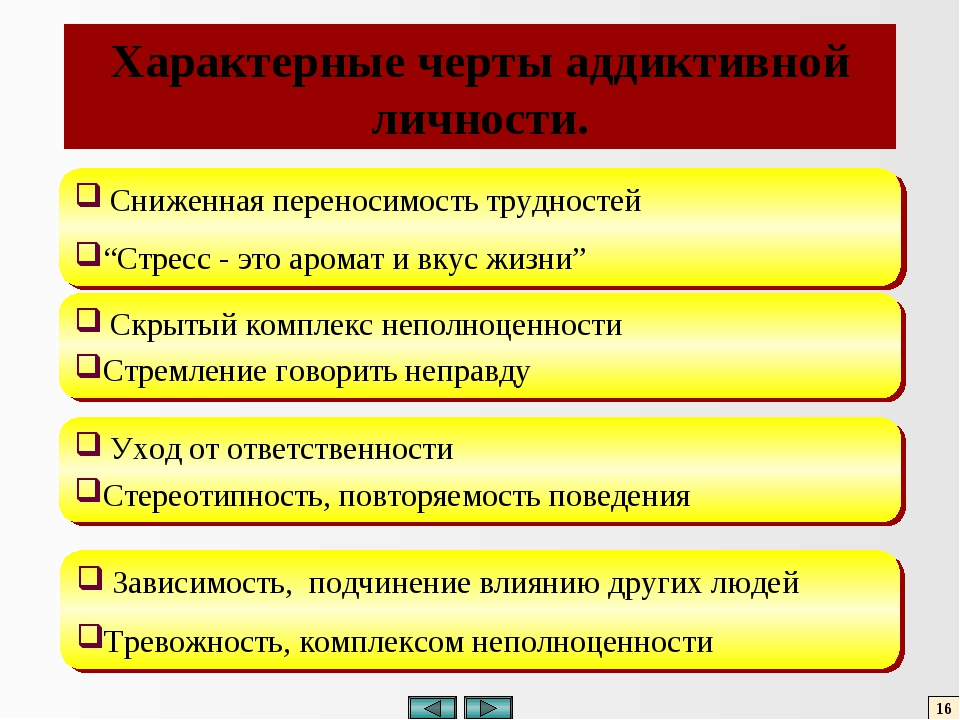 Характерные черты аддиктивной
личности.
Сниженная переносимость трудностей
“Стресс - это аромат и вкус жизни”
Скрытый комплекс неполноценности
Стремление говорить неправду
Уход от ответственности
Стереотипность, повторяемость поведения
Зависимость, подчинение влиянию других людей
Тревожность, комплексом неполноценности
16